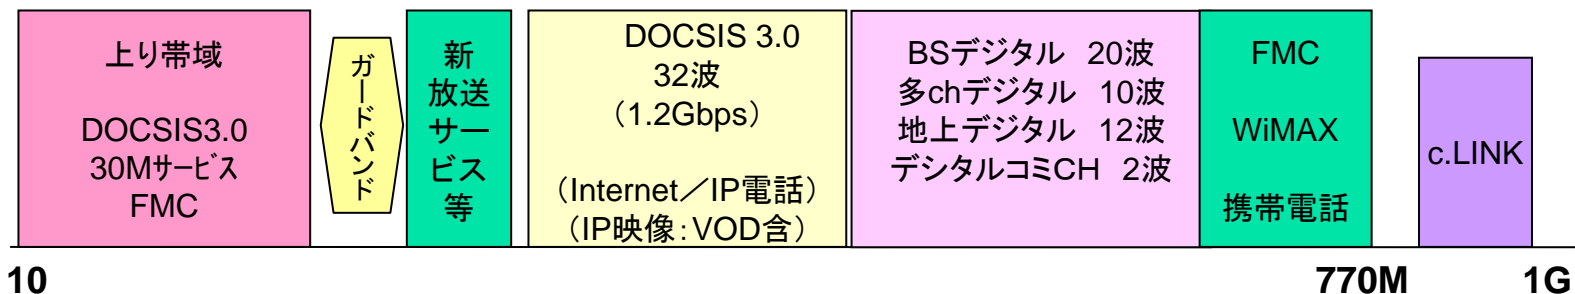 上り帯域
DOCSIS3.0
30Mサービス
FMC
ガードバンド
新
放送
サー
ビス
等
DOCSIS 3.0
32波
（1.2Gbps）
（Internet／IP電話）
（IP映像：VOD含）
BSデジタル　20波
多chデジタル　10波
地上デジタル　12波
デシタルコミCH　2波
FMC
WiMAX
携帯電話
c.LINK
10
770M
1G